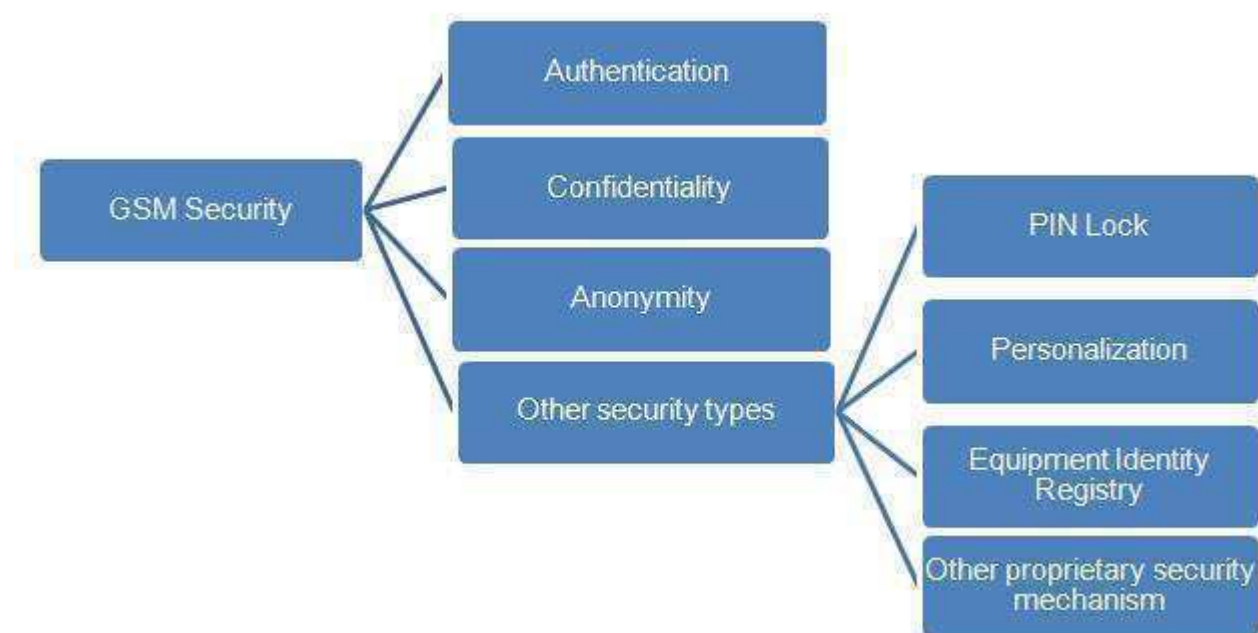 GSM Security
Authentication
Confidentiality
Anonymity
Other security types
PIN Lock
Personalization
Equipment Identity
Registry
Other proprietary security
mechanism